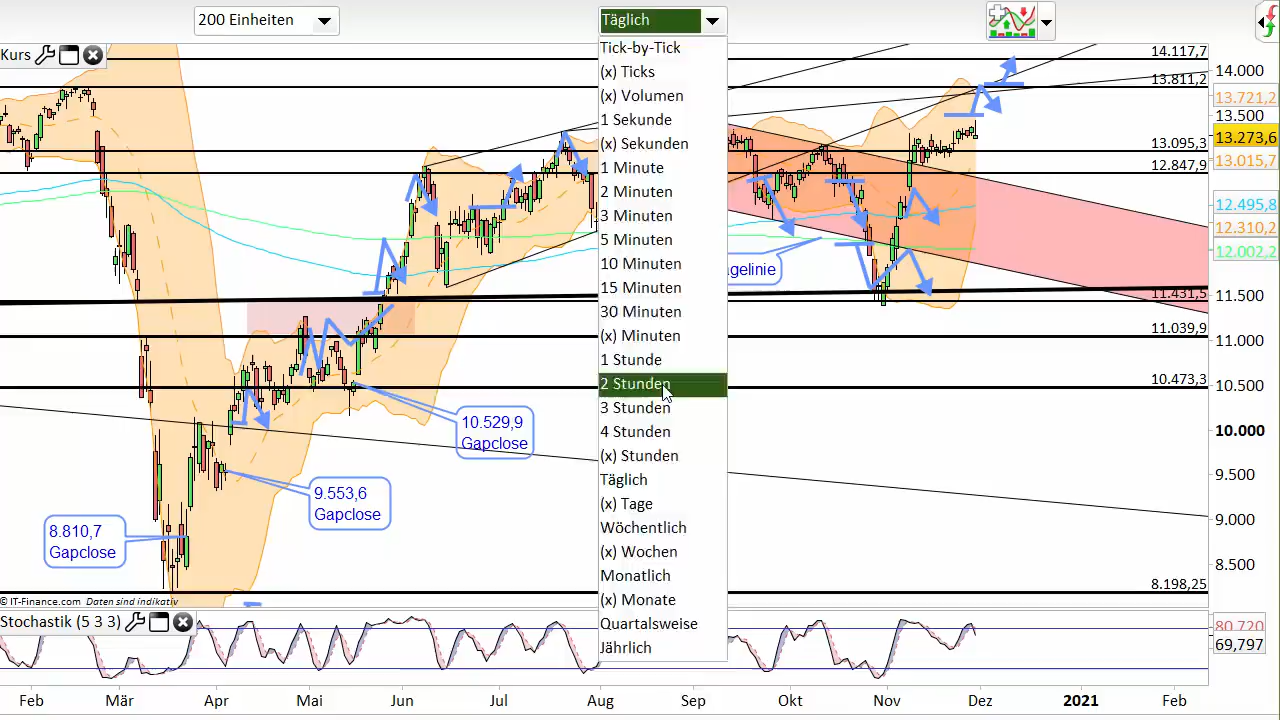 200 Einheiten
Täglich
Kurs
Tick-by-Tick
(x) Ticks
(x) Volumen
1 Sekunde
(x) Sekunden
1 Minute
2 Minuten
3 Minuten
5 Minuten
10 Minuten
15 Minuten
30 Minuten
(x) Minuten
1 Stunde
2 Stunden
3 Stunden
4 Stunden
(x) Stunden
Täglich
(x) Tage
Wöchentlich
(x) Wochen
Monatlich
(x) Monate
Quartalsweise
Jährlich
14.117,7
13.811,2
13.095,3
12.847,9
11.431,5
11.039,9
10.473,3
8.198,25
14.000
13.721,2
13.500
13.273,6
13.015,7
12.495,8
12.310,2
12.002,2
11.500
11.000
10.500
10.000
9.500
9.000
8.500
gelinie
10.529,9
Gapclose
9.553,6
Gapclose
8.810,7
Gapclose
© IT-Finance.com Daten sind indikativ
Stochastik (5 3 3)
80,720
69,797
Feb
Mär
Apr
Mai
Jun
Jul
Aug
Sep
Okt
Nov
Dez
2021
Feb